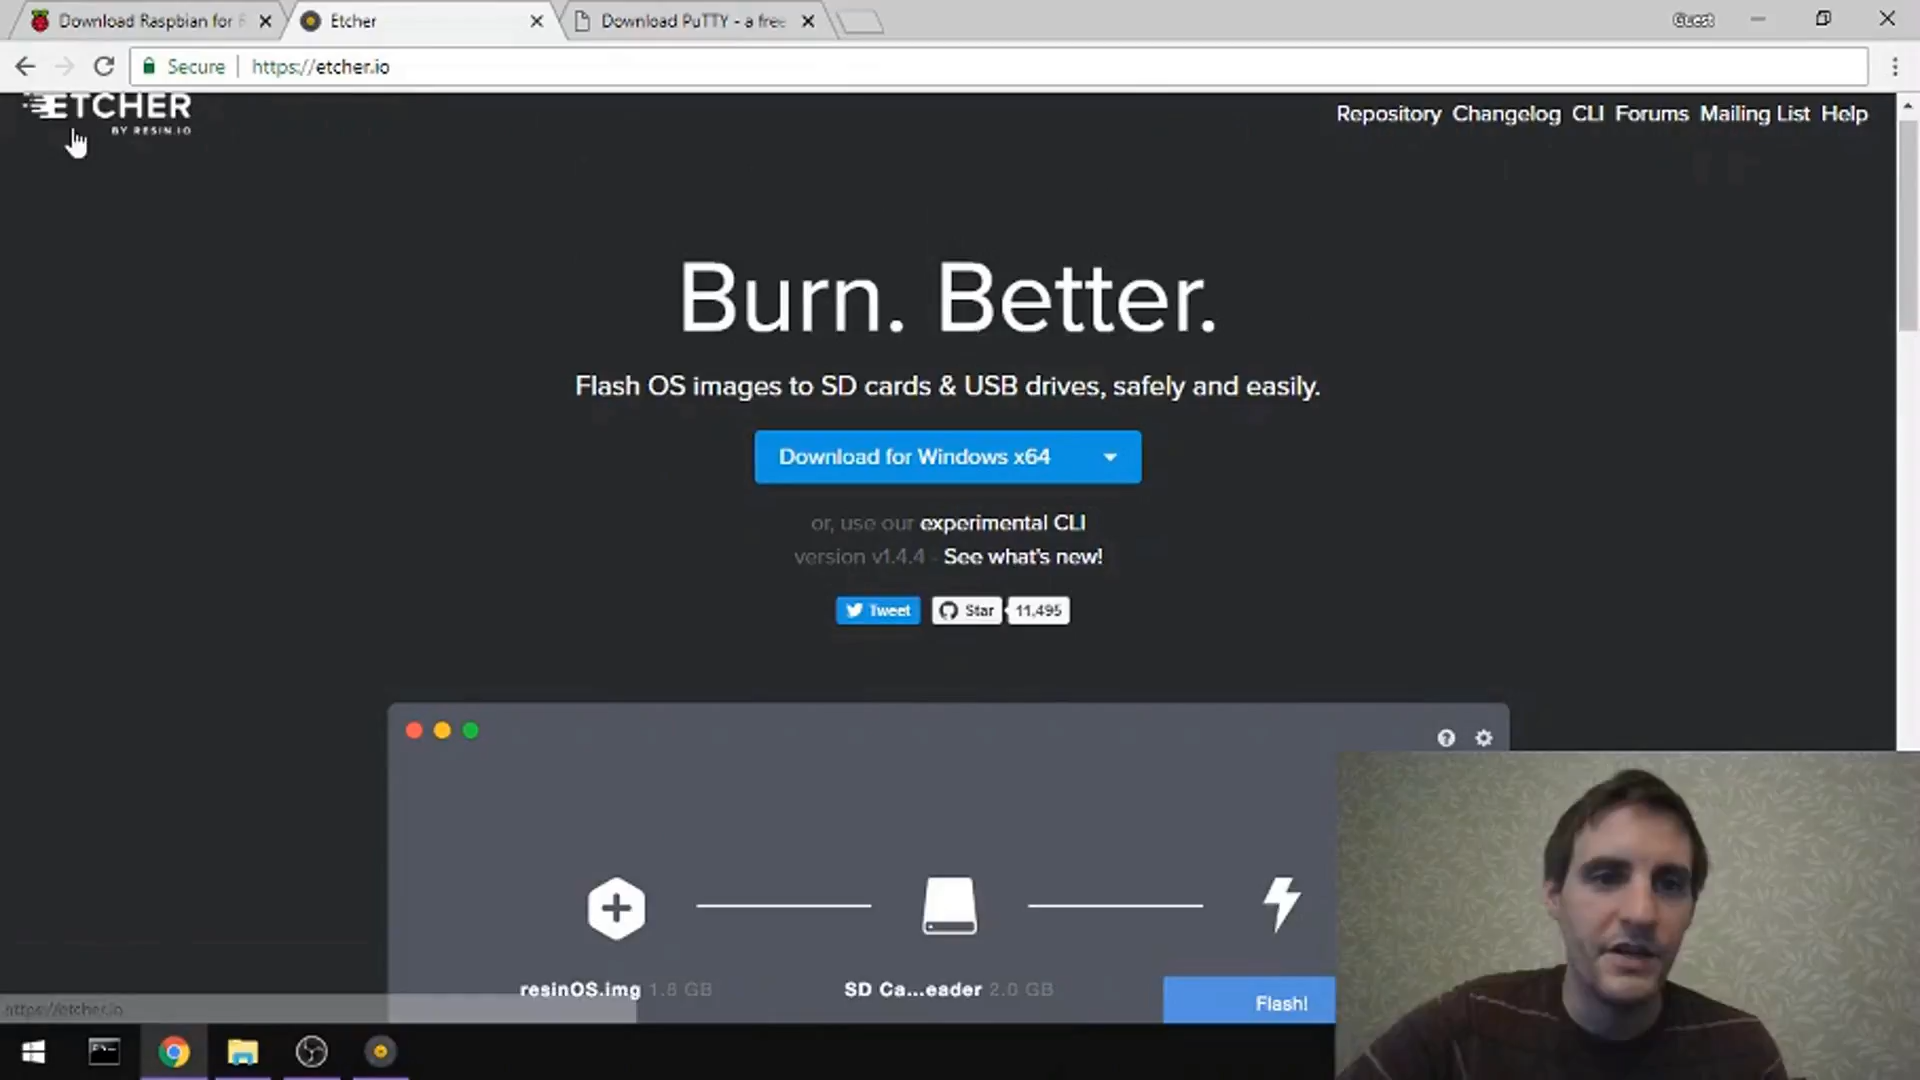 Download Raspbian for
Etcher
Download PuTTY - a free
Guest
Secure
https://etcher.io
ETCHER
BY RESIN.IO
Repository Changelog CLI Forums Mailing List Help
Burn. Better.
Flash OS images to SD cards & USB drives, safely and easily.
Download for Windows x64
or, use our experimental CLI
version v1.4.4 - See what's new!
Tweet
Star
11,495
resinOS.img 1.8 GB
SD Ca...eader 2.0 GB
Flash!
https://etcher.io